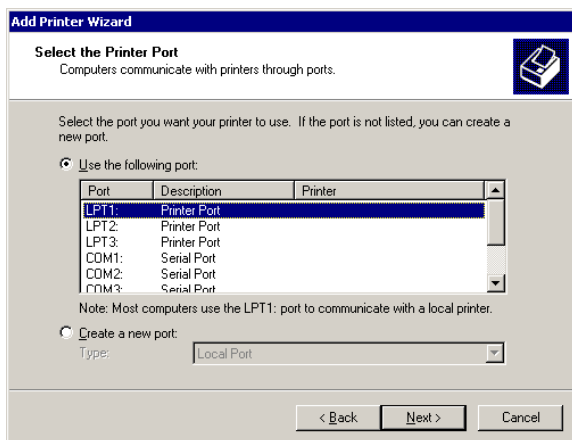 Add Printer Wizard
Select the Printer Port
Computers communicate with printers through ports.
Select the port you want your printer to use. If the port is not listed, you can create a
new port.
Use the following port:
Port Description Printer
LPT1: Printer Port
LPT2: Printer Port
LPT3: Printer Port
COM1: Serial Port
COM2: Serial Port
COM3: Serial Port
Note: Most computers use the LPT1: port to communicate with a local printer.
Create a new port:
Type: Local Port
< Back Next > Cancel